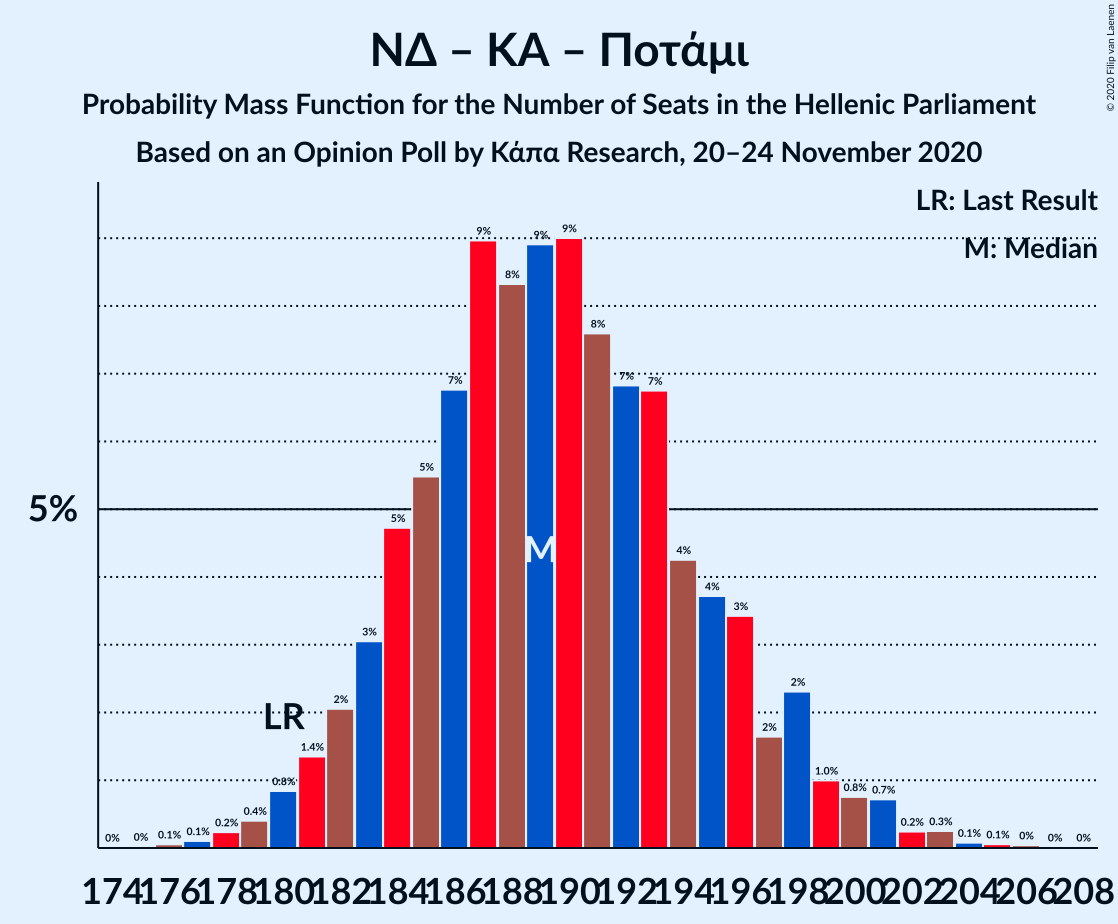 ΝΔ – ΚΑ – Ποτάμι
Probability Mass Function for the Number of Seats in the Hellenic Parliament
Based on an Opinion Poll by Κάπα Research, 20–24 November 2020
© 2020 Filip van Laenen
LR: Last Result
M: Median
5%
0% 0% 0.1% 0.1% 0.2% 0.4% 0.8% 1.4% 2% 3% 5% 5% 7% 9% 8% 9% 9% 8% 7% 7% 4% 4% 3% 2% 2% 1.0% 0.8% 0.7% 0.2% 0.3% 0.1% 0.1% 0% 0% 0%
LR
M
174 176 178 180 182 184 186 188 190 192 194 196 198 200 202 204 206 208